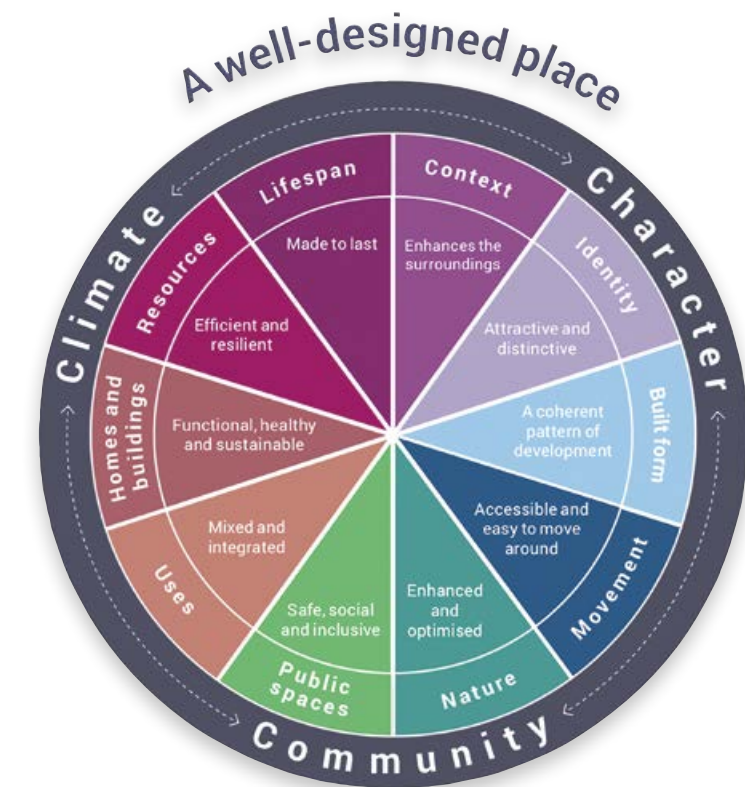 A well-designed place
Climate
Character
Community
Context
Enhances the
surroundings
Identity
Attractive and
distinctive
Built form
A coherent
pattern of
development
Movement
Accessible and
easy to move
around
Nature
Enhanced
and
optimised
Public
spaces
Safe, social
and inclusive
Uses
Mixed and
integrated
Homes and
buildings
Functional, healthy
and sustainable
Resources
Efficient and
resilient
Lifespan
Made to last